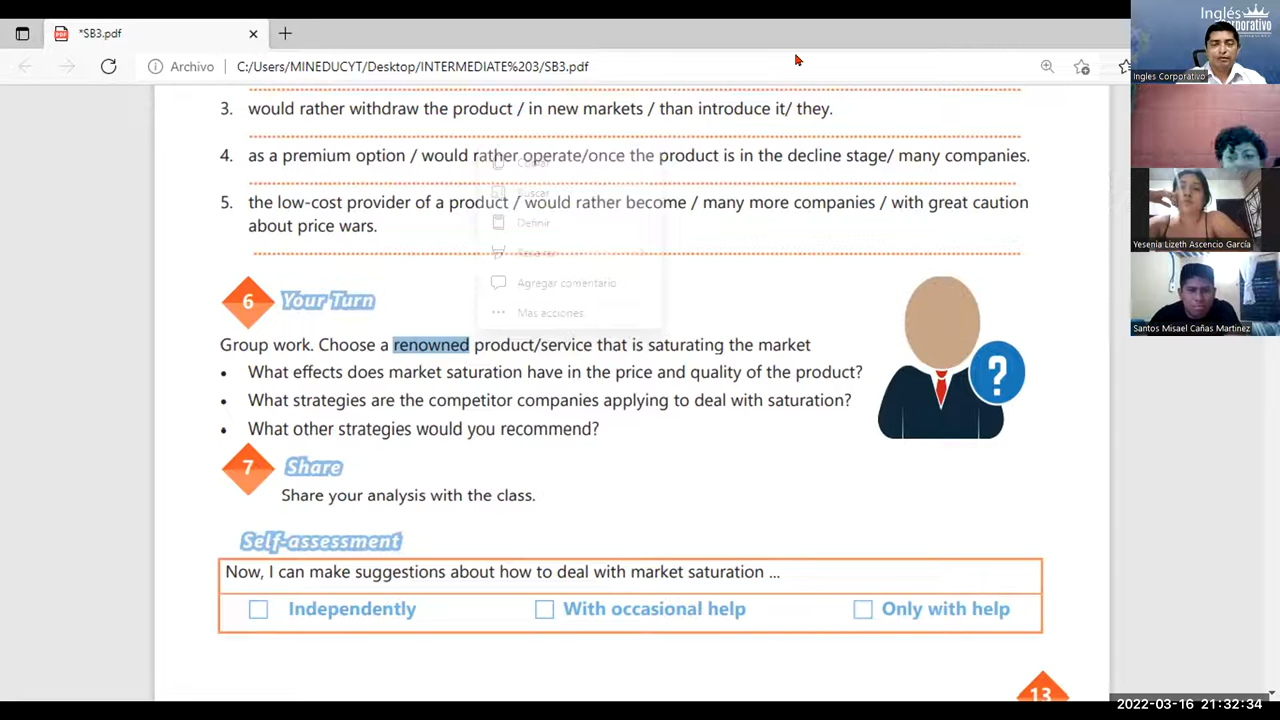 *SB3.pdf
Archivo
C:/Users/MINEDUCYT/Desktop/INTERMEDIATE%203/SB3.pdf
Inglés
Corporativo
Ingles Corporativo
3. would rather withdraw the product / in new markets / than introduce it/ they.
4. as a premium option / would rather operate/once the product is in the decline stage/ many companies.
5. the low-cost provider of a product / would rather become / many more companies / with great caution
about price wars.
Buscar
Definir
Agregar comentario
Mas acciones
Yesenia Lizeth Ascencio García
Santos Misael Cañas Martinez
6 Your Turn
Group work. Choose a renowned product/service that is saturating the market
• What effects does market saturation have in the price and quality of the product?
• What strategies are the competitor companies applying to deal with saturation?
• What other strategies would you recommend?
?
7 Share
Share your analysis with the class.
Self-assessment
Now, I can make suggestions about how to deal with market saturation ...
Independently With occasional help Only with help
13
2022-03-16 21:32:34